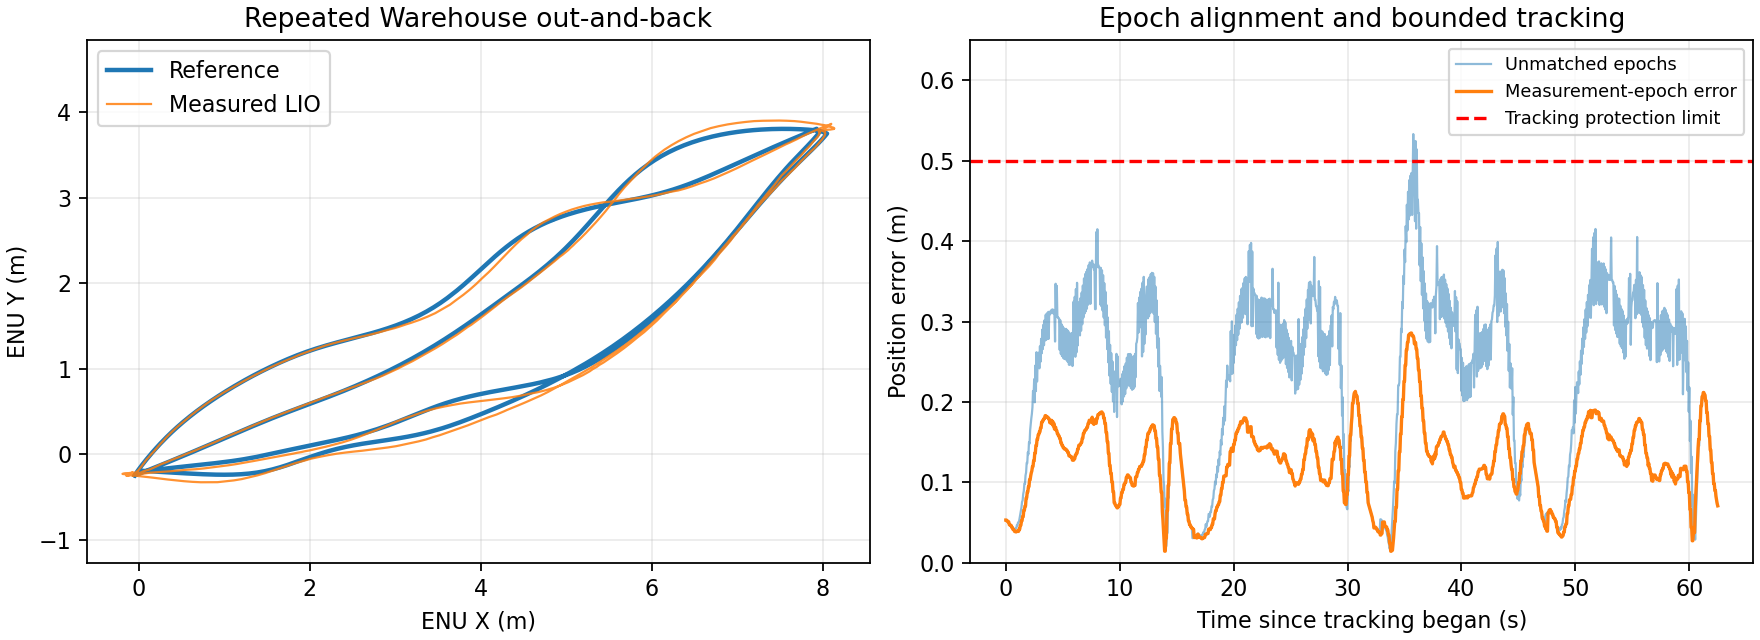 Repeated Warehouse out-and-back
Reference
Measured LIO
ENU Y (m)
4
3
2
1
0
−1
0
2
4
6
8
ENU X (m)
Epoch alignment and bounded tracking
Unmatched epochs
Measurement-epoch error
Tracking protection limit
Position error (m)
0.6
0.5
0.4
0.3
0.2
0.1
0.0
0
10
20
30
40
50
60
Time since tracking began (s)